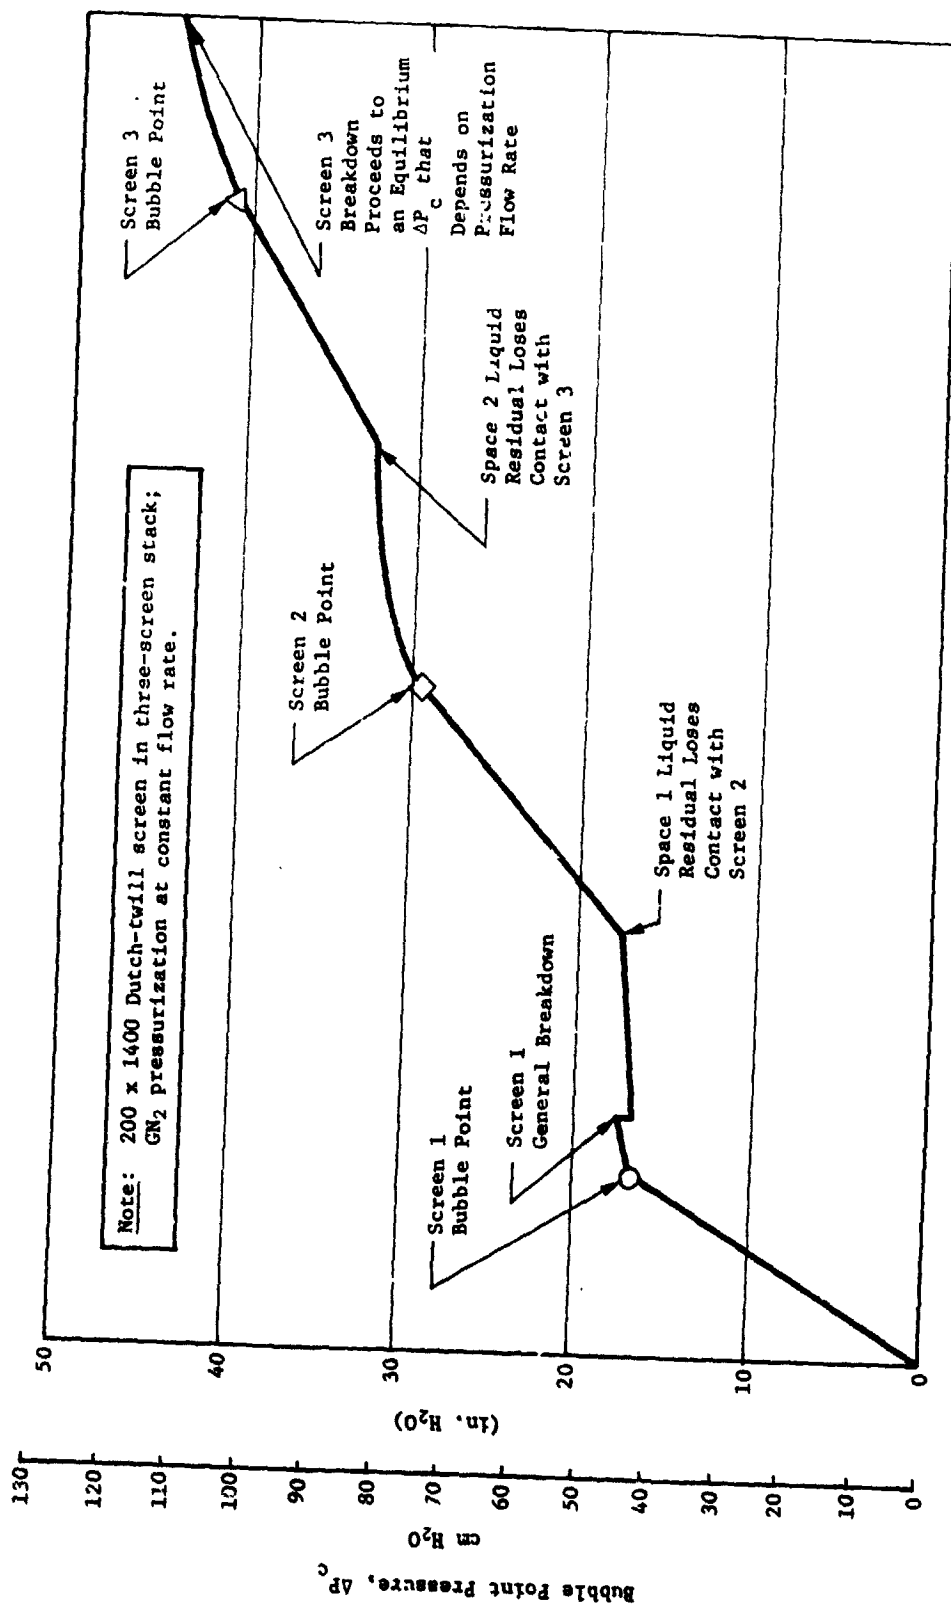 Note: 200 x 1400 Dutch-twill screen in three-screen stack;
GN2 pressurization at constant flow rate.
Screen 3
Bubble Point
Screen 3
Breakdown
Proceeds to
an Equilibrium
ΔPc that
Depends on
Pressurization
Flow Rate
Screen 2
Bubble Point
Space 2 Liquid
Residual Loses
Contact with
Screen 3
Screen 1
Bubble Point
Screen 1
General Breakdown
Space 1 Liquid
Residual Loses
Contact with
Screen 2
Bubble Point Pressure, ΔPc
cm H2O
130
120
110
100
90
80
70
60
50
40
30
20
10
0
(in. H2O)
50
40
30
20
10
0